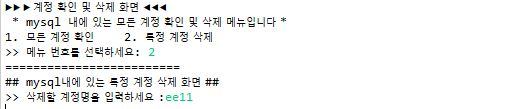 ▶▶▶계정 확인 및 삭제 화면 ◀◀◀
* mysql 내에 있는 모든 계정 확인 및 삭제 메뉴입니다 *
1. 모든 계정 확인    2. 특정 계정 삭제
>> 메뉴 번호를 선택하세요: 2
=========================
## mysql내에 있는 특정 계정 삭제 화면 ##
>> 삭제할 계정명을 입력하세요 :ee11